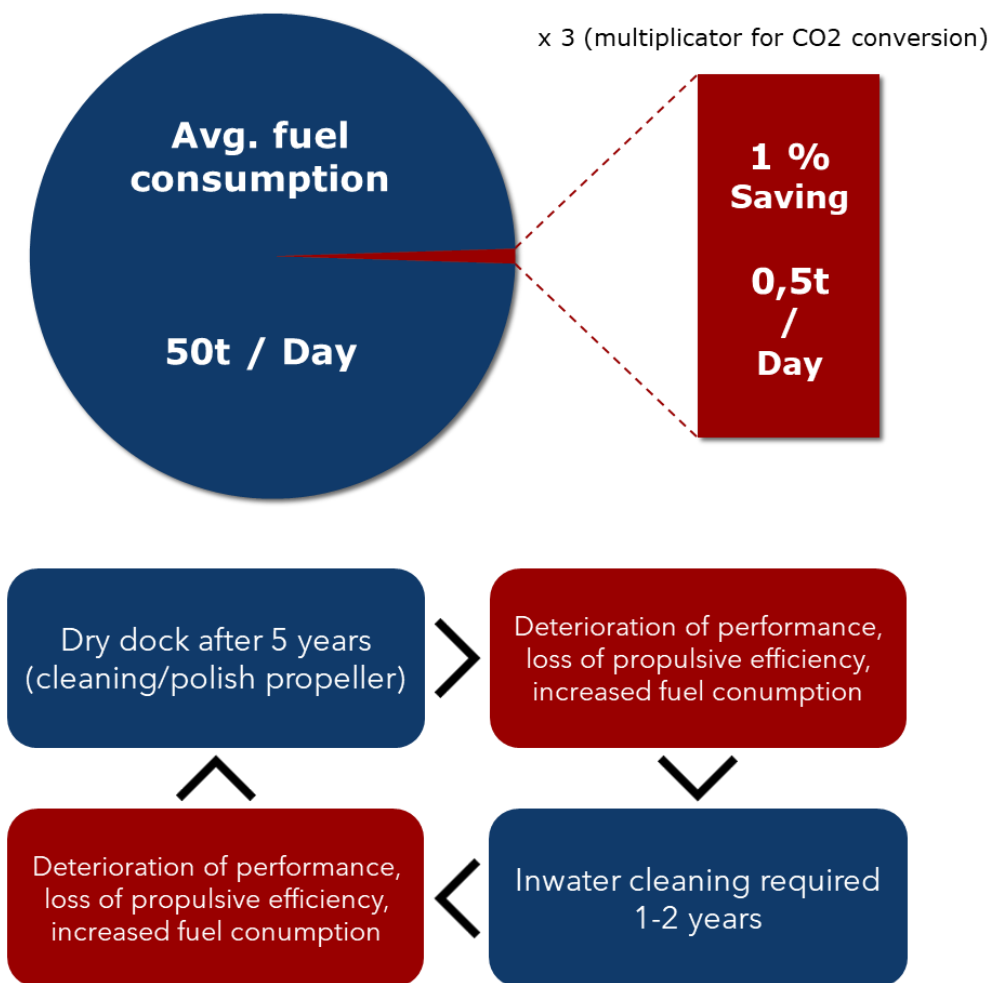 x 3 (multiplicator for CO2 conversion)
Avg. fuel
consumption
50t / Day
1 %
Saving
0,5t
/
Day
Dry dock after 5 years
(cleaning/polish propeller)
Deterioration of performance,
loss of propulsive efficiency,
increased fuel conumption
Deterioration of performance,
loss of propulsive efficiency,
increased fuel conumption
Inwater cleaning required
1-2 years